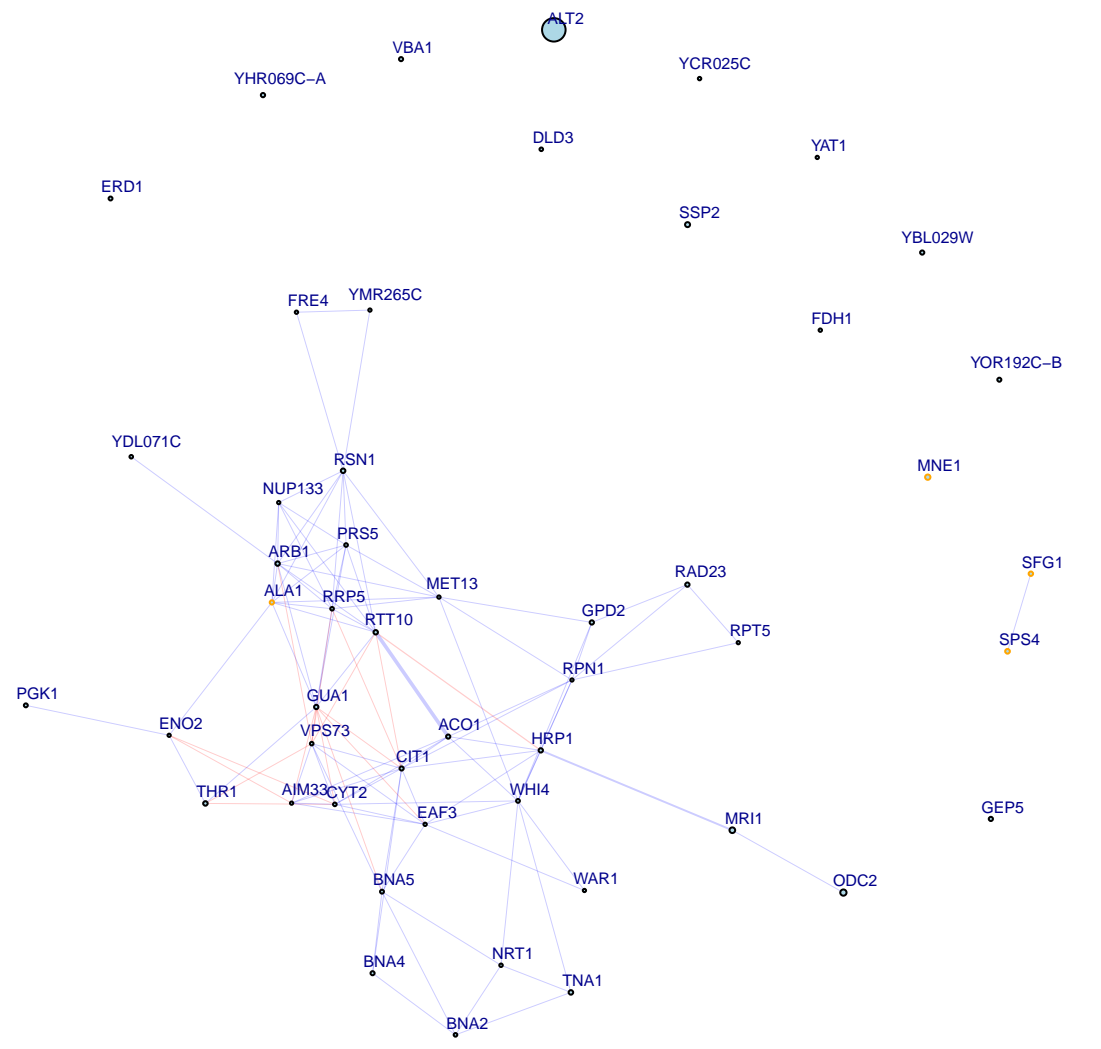 ALT2
VBA1
YCR025C
YHR069C−A
DLD3
YAT1
ERD1
SSP2
YBL029W
FRE4
YMR265C
FDH1
YOR192C−B
YDL071C
RSN1
MNE1
NUP133
PRS5
ARB1
SFG1
RAD23
MET13
ALA1
RRP5
GPD2
RTT10
RPT5
SPS4
RPN1
PGK1
GUA1
ENO2
ACO1
VPS73
HRP1
CIT1
THR1
AIM33
CYT2
WHI4
EAF3
GEP5
MRI1
BNA5
WAR1
ODC2
NRT1
BNA4
TNA1
BNA2